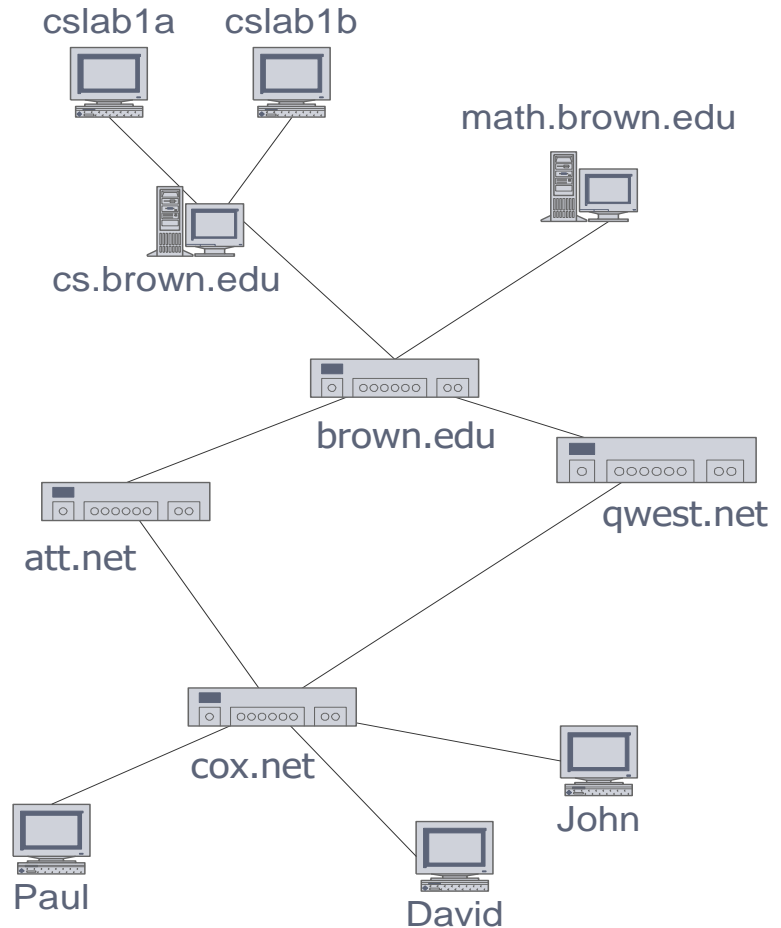 cslab1a cslab1b
math.brown.edu
cs.brown.edu
brown.edu
qwest.net
att.net
cox.net
John
Paul
David